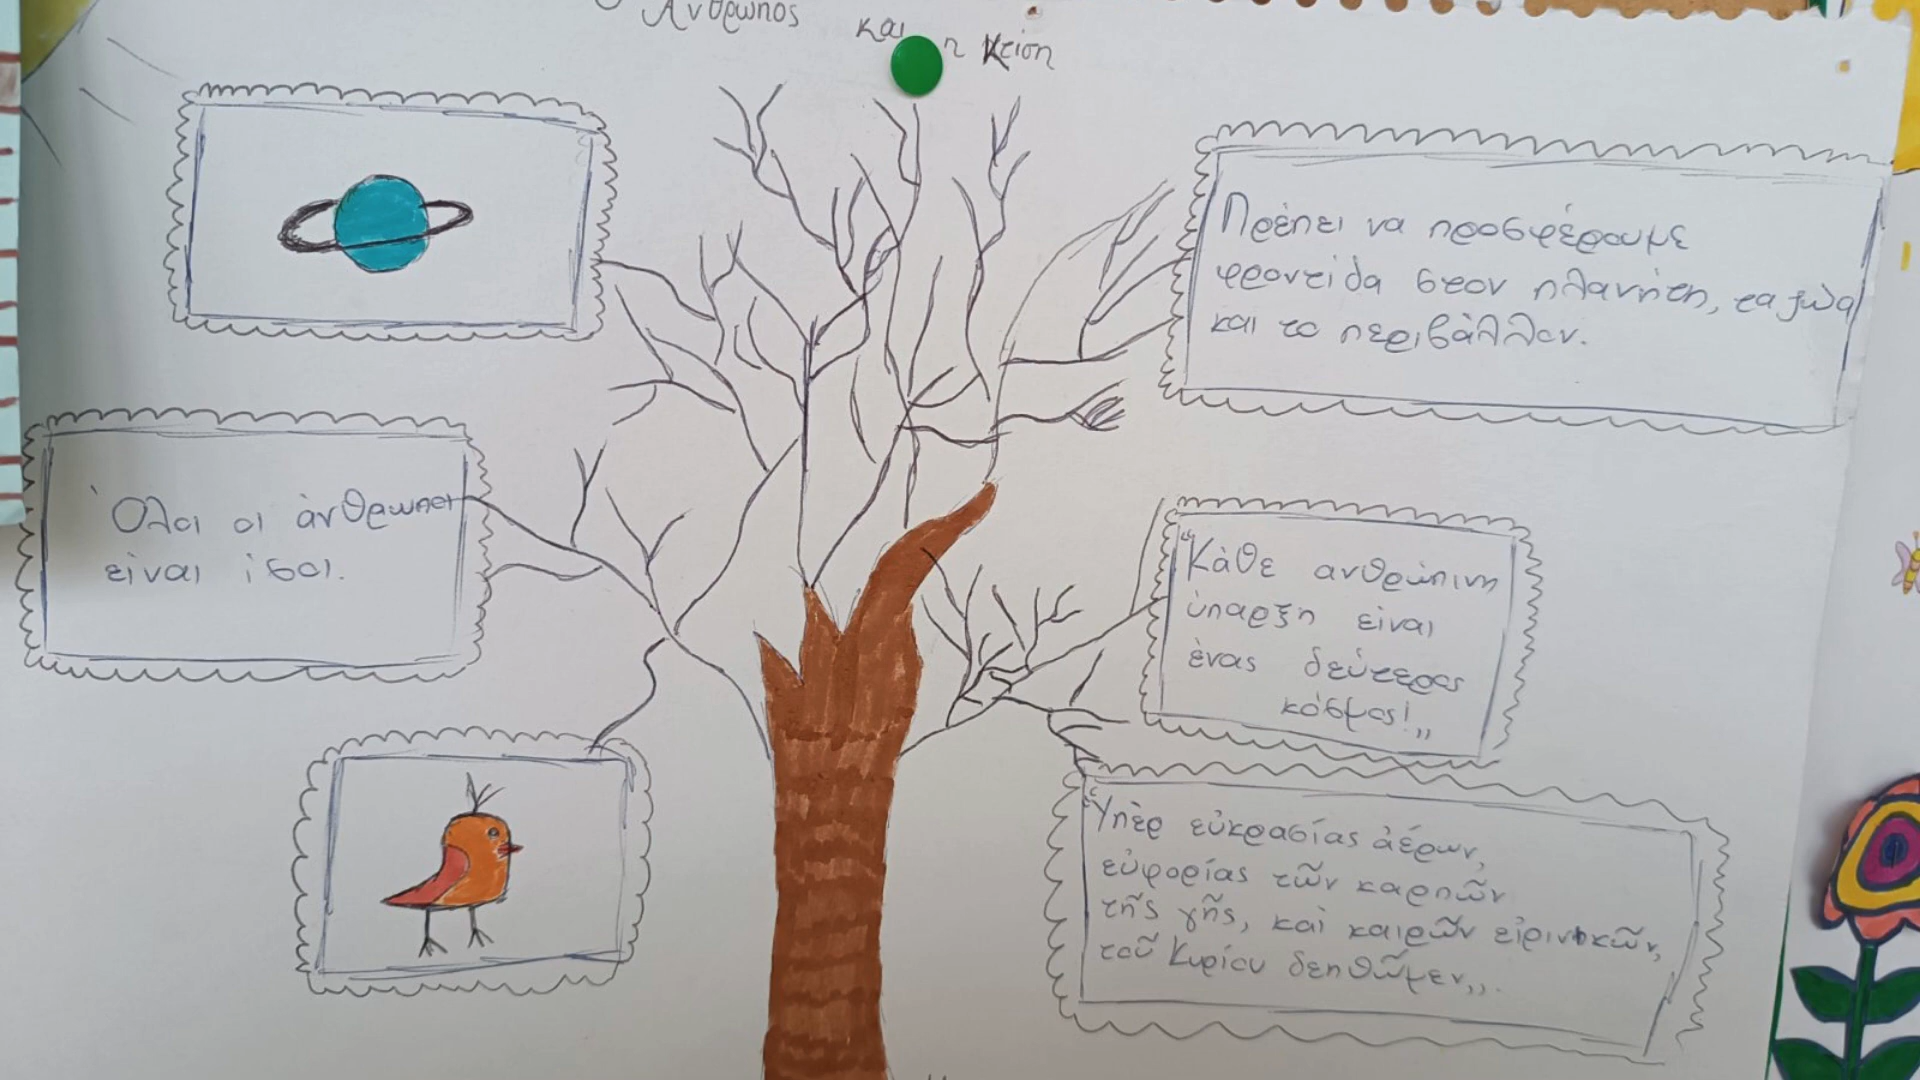 Άνθρωπος και η κτίση
Πρέπει να προσφέρουμε
φροντίδα στον πλανήτη, τα ζώα
και το περιβάλλον.
Όλοι οι άνθρωποι
είναι ίσοι.
"Κάθε ανθρώπινη
ύπαρξη είναι
ένας δεύτερος
κόσμος!,,
"Ὑπὲρ εὐκρασίας ἀέρων,
εὐφορίας τῶν καρπῶν
τῆς γῆς, καὶ καιρῶν εἰρινικῶν,
τοῦ Κυρίου δεηθῶμεν,,.